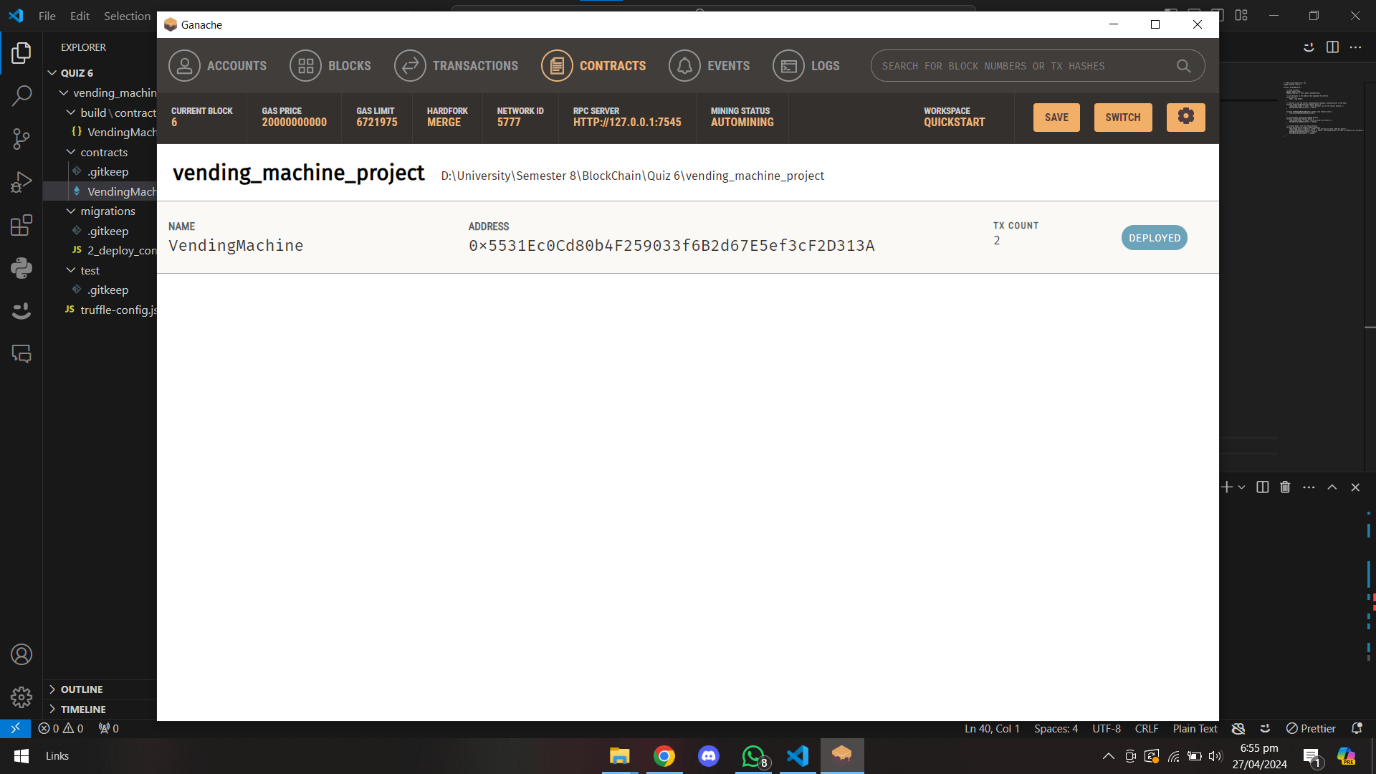 File Edit Selection
Ganache
EXPLORER
QUIZ 6
vending_machin
build \ contract
VendingMach
contracts
.gitkeep
VendingMach
migrations
.gitkeep
JS 2_deploy_con
test
.gitkeep
JS truffle-config.js
OUTLINE
TIMELINE
ACCOUNTS BLOCKS TRANSACTIONS CONTRACTS EVENTS LOGS SEARCH FOR BLOCK NUMBERS OR TX HASHES
CURRENT BLOCK GAS PRICE GAS LIMIT HARDFORK NETWORK ID RPC SERVER MINING STATUS WORKSPACE
6 20000000000 6721975 MERGE 5777 HTTP://127.0.0.1:7545 AUTOMINING QUICKSTART
SAVE SWITCH
vending_machine_project D:\University\Semester 8\BlockChain\Quiz 6\vending_machine_project
NAME ADDRESS TX COUNT
VendingMachine 0×5531Ec0Cd80b4F259033f6B2d67E5ef3cF2D313A 2 DEPLOYED
0 0 0 Ln 40, Col 1 Spaces: 4 UTF-8 CRLF Plain Text Prettier
Links 8 6:55 pm
27/04/2024 1 PRE